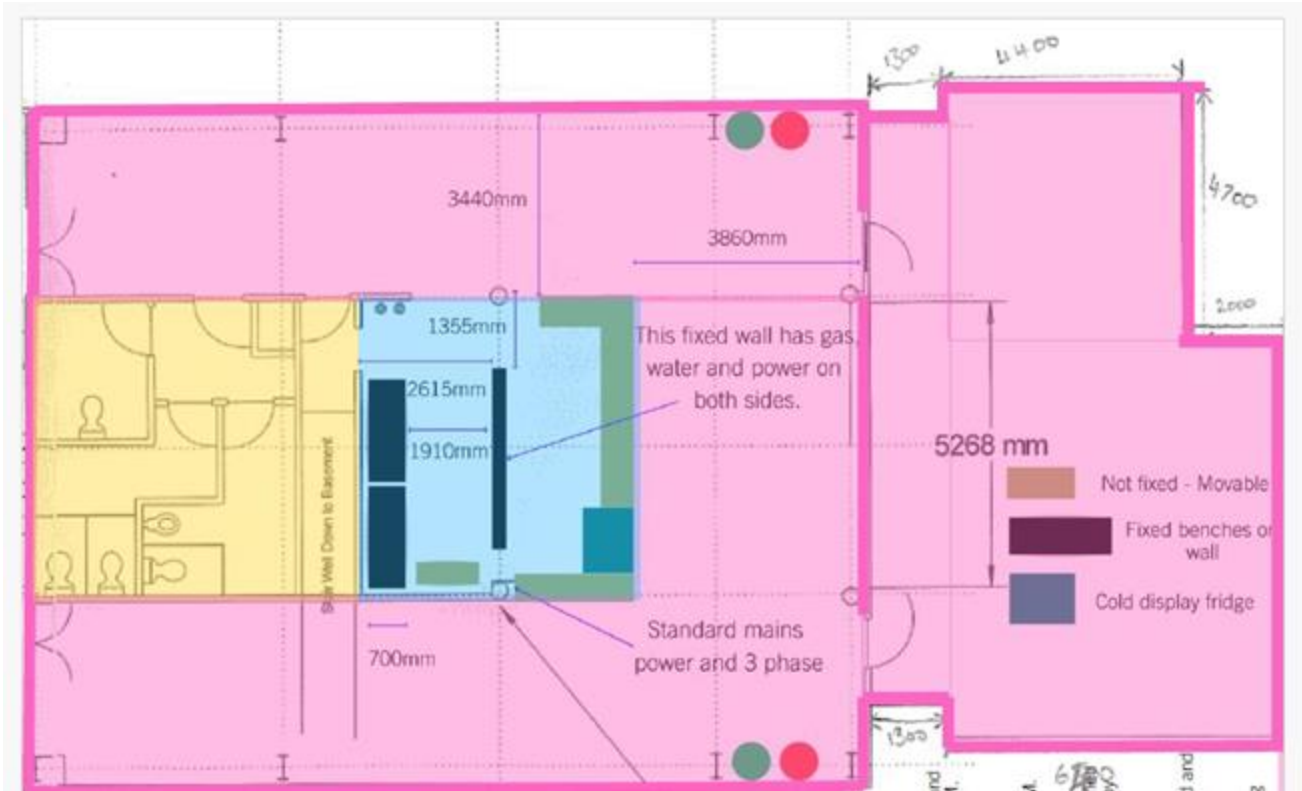 1300
4400
4700
3440mm
3860mm
2000
1355mm
This fixed wall has gas,
water and power on
both sides.
2615mm
1910mm
5268 mm
Stair Well Down to Basement
Not fixed - Movable
Fixed benches or
wall
Cold display fridge
Standard mains
power and 3 phase
700mm
1300
and
M.
M.
d and